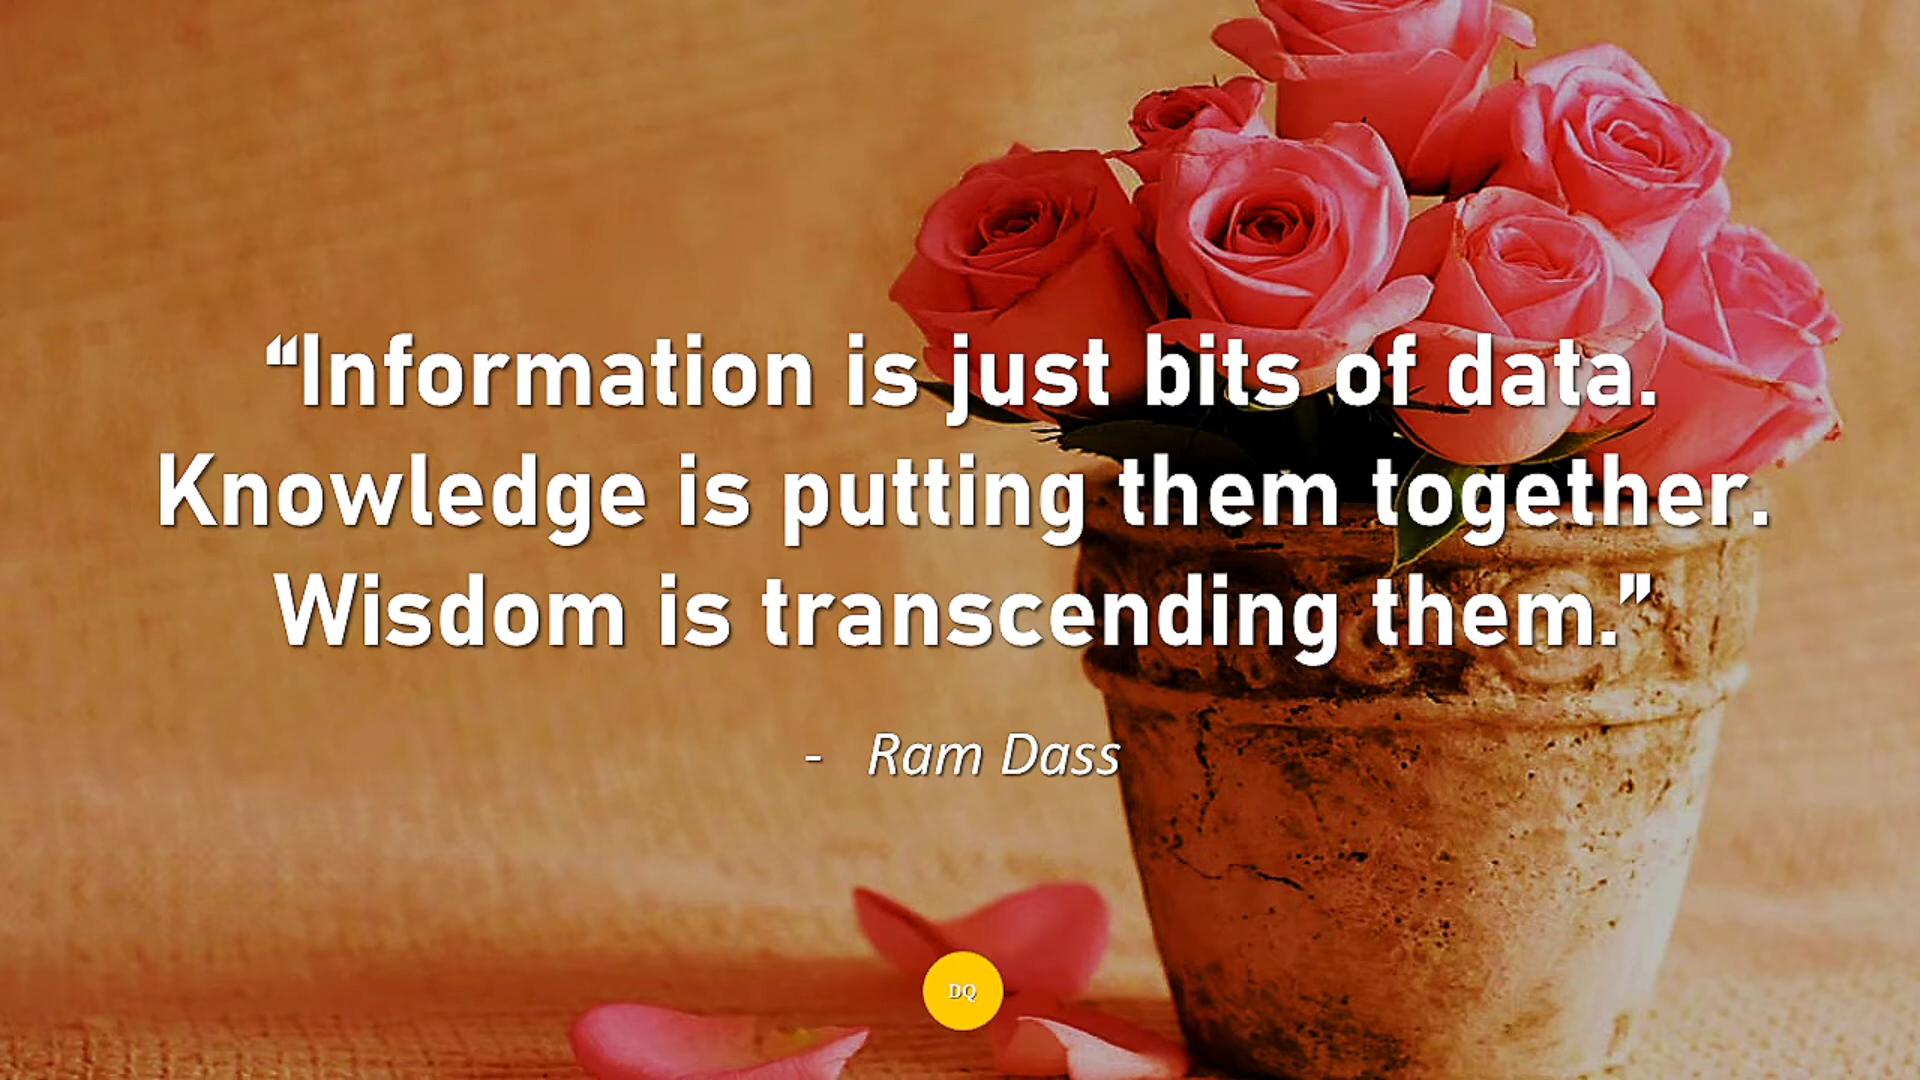 “Information is just bits of data.
Knowledge is putting them together.
Wisdom is transcending them.”
- Ram Dass
DQ